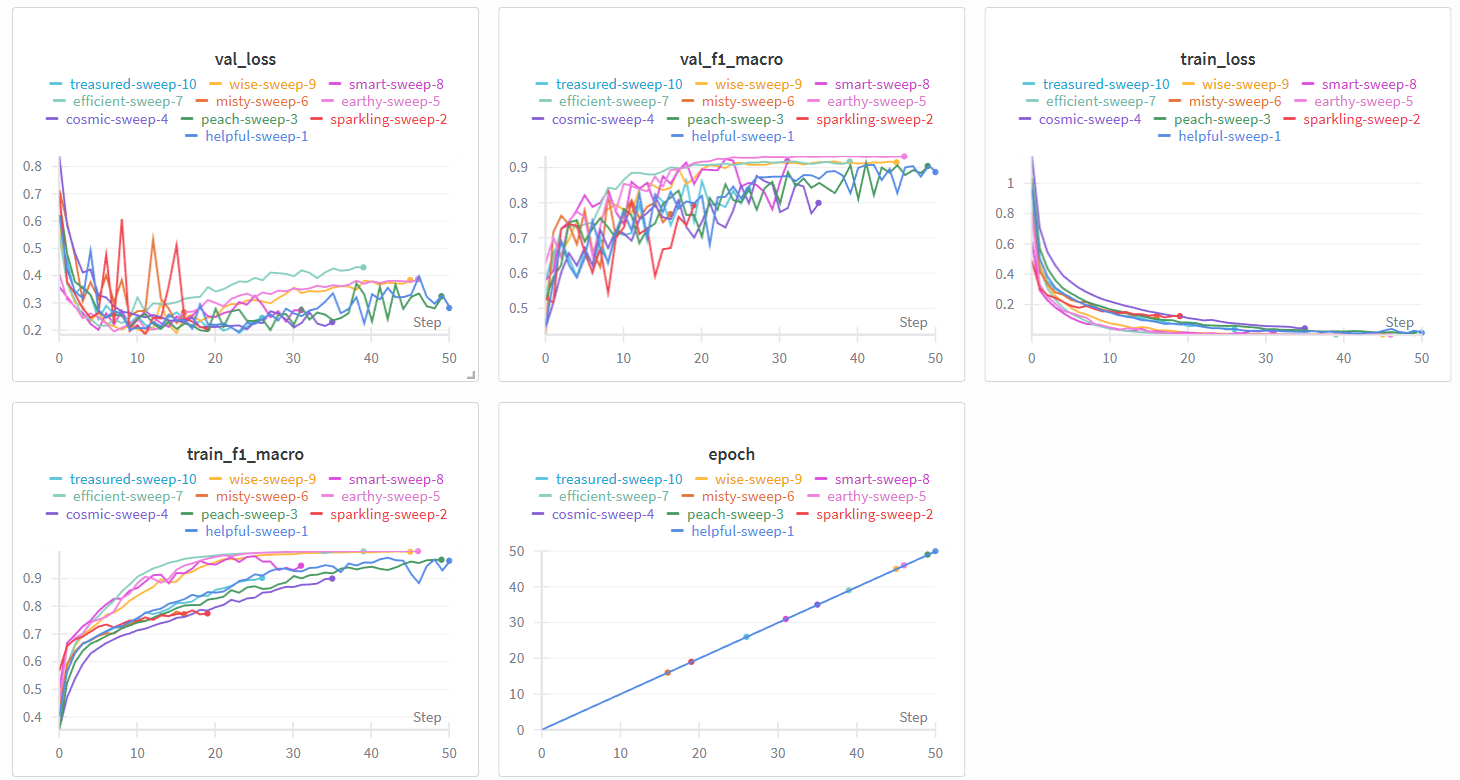 val_loss
treasured-sweep-10 wise-sweep-9 smart-sweep-8
efficient-sweep-7 misty-sweep-6 earthy-sweep-5
cosmic-sweep-4 peach-sweep-3 sparkling-sweep-2
helpful-sweep-1
0.8
0.7
0.6
0.5
0.4
0.3
0.2
Step
0 10 20 30 40 50
val_f1_macro
treasured-sweep-10 wise-sweep-9 smart-sweep-8
efficient-sweep-7 misty-sweep-6 earthy-sweep-5
cosmic-sweep-4 peach-sweep-3 sparkling-sweep-2
helpful-sweep-1
0.9
0.8
0.7
0.6
0.5
Step
0 10 20 30 40 50
train_loss
treasured-sweep-10 wise-sweep-9 smart-sweep-8
efficient-sweep-7 misty-sweep-6 earthy-sweep-5
cosmic-sweep-4 peach-sweep-3 sparkling-sweep-2
helpful-sweep-1
1
0.8
0.6
0.4
0.2
Step
0 10 20 30 40 50
train_f1_macro
treasured-sweep-10 wise-sweep-9 smart-sweep-8
efficient-sweep-7 misty-sweep-6 earthy-sweep-5
cosmic-sweep-4 peach-sweep-3 sparkling-sweep-2
helpful-sweep-1
0.9
0.8
0.7
0.6
0.5
0.4
Step
0 10 20 30 40 50
epoch
treasured-sweep-10 wise-sweep-9 smart-sweep-8
efficient-sweep-7 misty-sweep-6 earthy-sweep-5
cosmic-sweep-4 peach-sweep-3 sparkling-sweep-2
helpful-sweep-1
50
40
30
20
10
0
Step
0 10 20 30 40 50